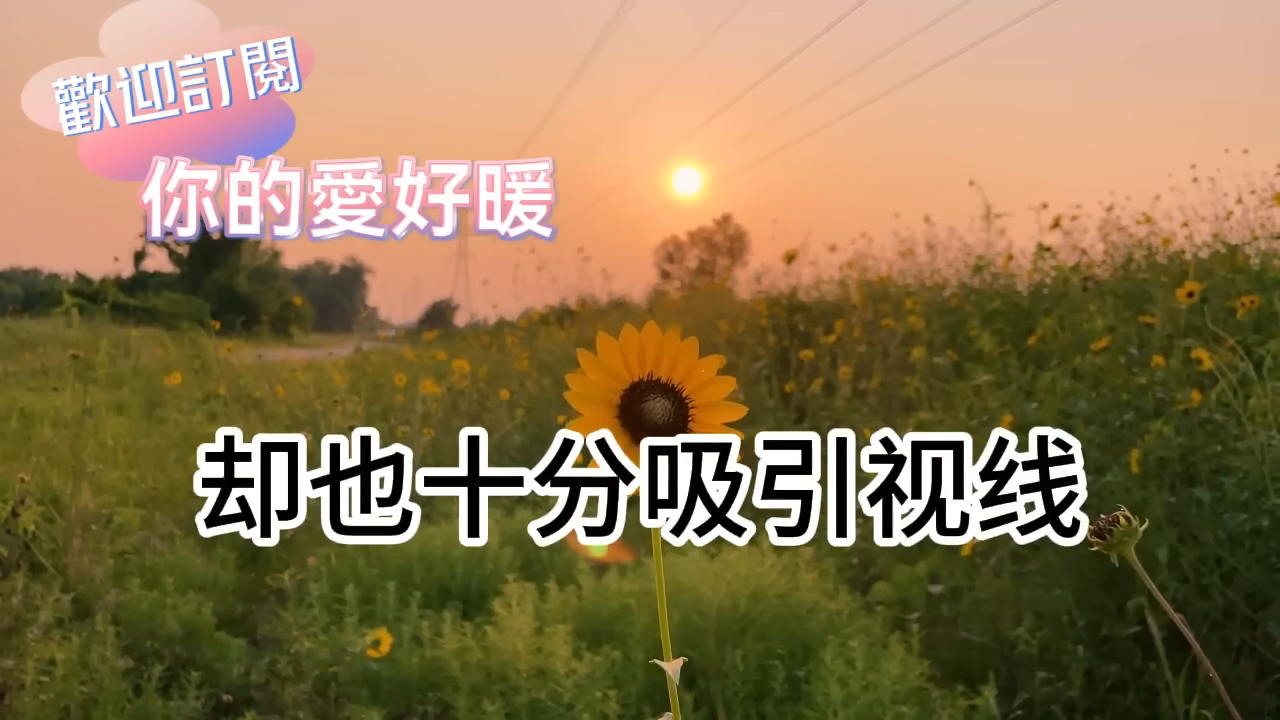 歡迎訂閱
你的愛好暖
却也十分吸引视线